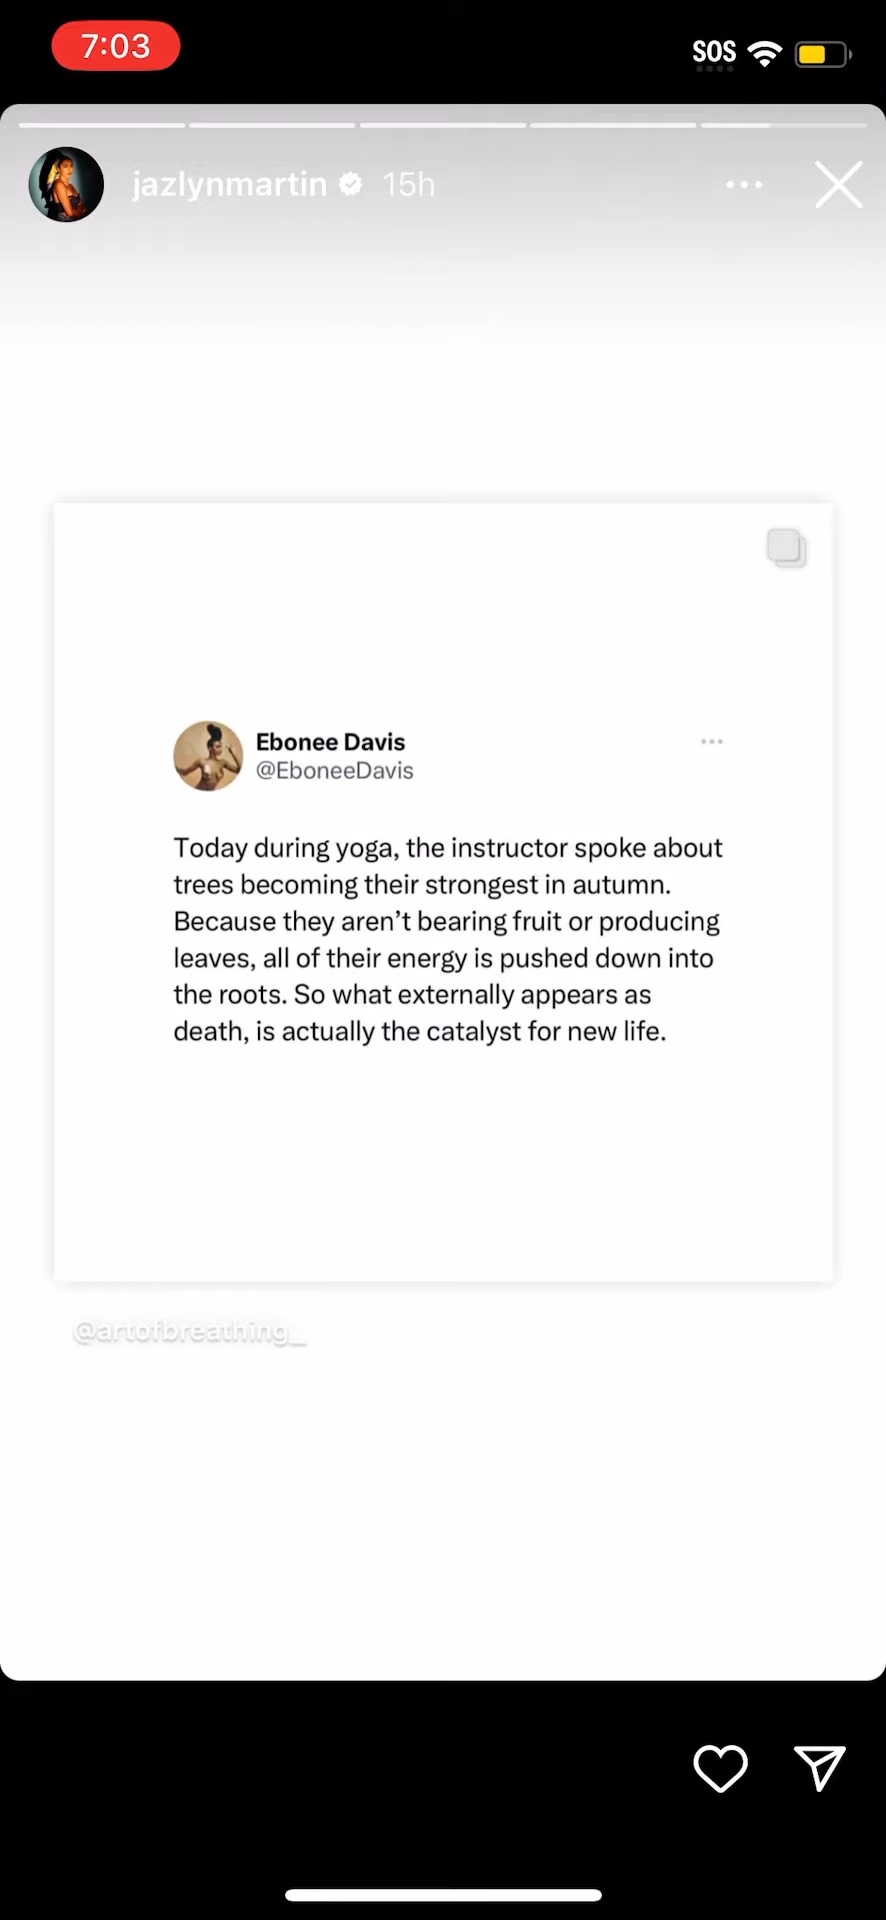 7:03
SOS
jazlynmartin 15h
Ebonee Davis
@EboneeDavis
Today during yoga, the instructor spoke about
trees becoming their strongest in autumn.
Because they aren’t bearing fruit or producing
leaves, all of their energy is pushed down into
the roots. So what externally appears as
death, is actually the catalyst for new life.
@artofbreathing_